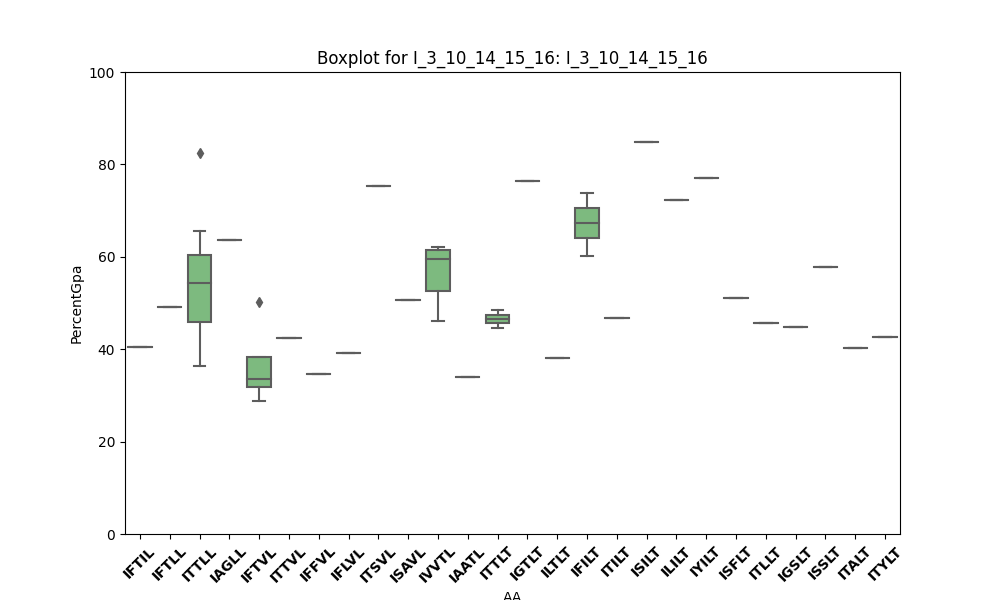 Boxplot for I_3_10_14_15_16: I_3_10_14_15_16
100
80
60
40
20
0
PercentGpa
IFTIL IFTLL ITTLL IAGLL IFTVL ITTVL IFFVL IFLVL ITSVL ISAVL IVVTL IAATL ITTLT IGTLT ILTLT IFILT ITILT ISILT ILILT IYILT ISFLT ITLLT IGSLT ISSLT ITALT ITYLT
AA